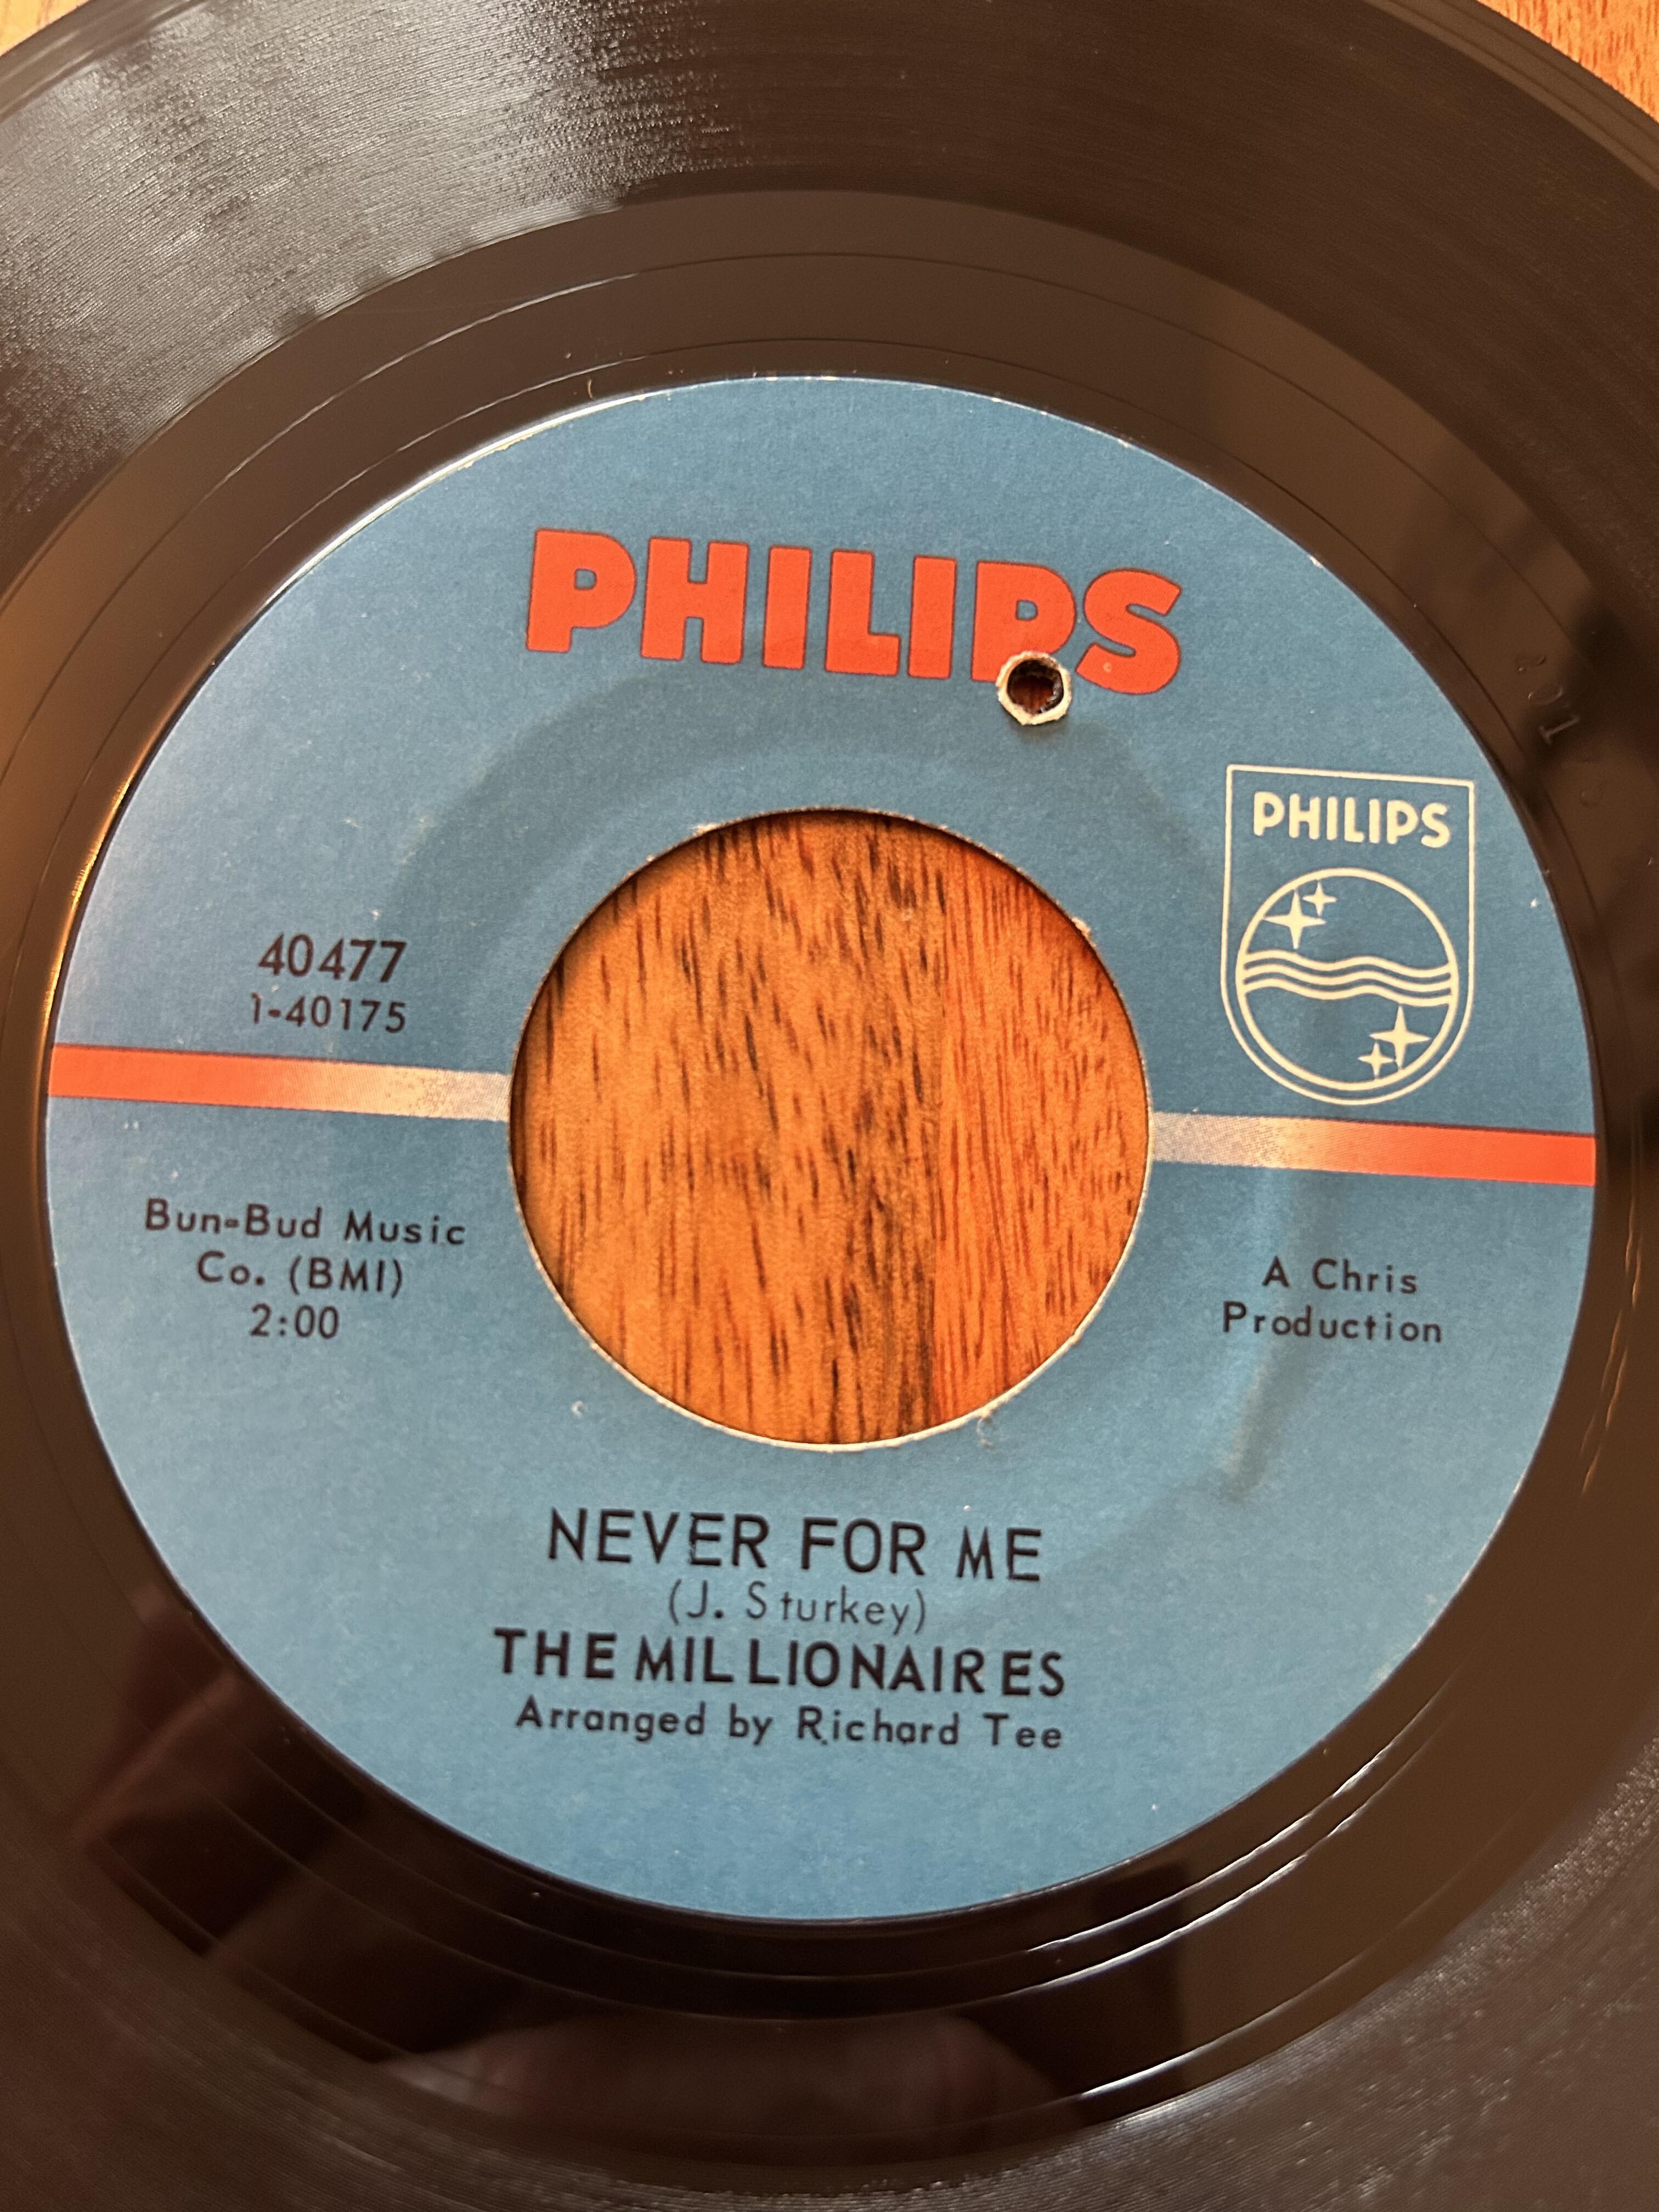 PHILIPS
PHILIPS
40477
1-40175
Bun-Bud Music
Co. (BMI)
2:00
A Chris
Production
NEVER FOR ME
(J. Sturkey)
THE MILLIONAIRES
Arranged by Richard Tee